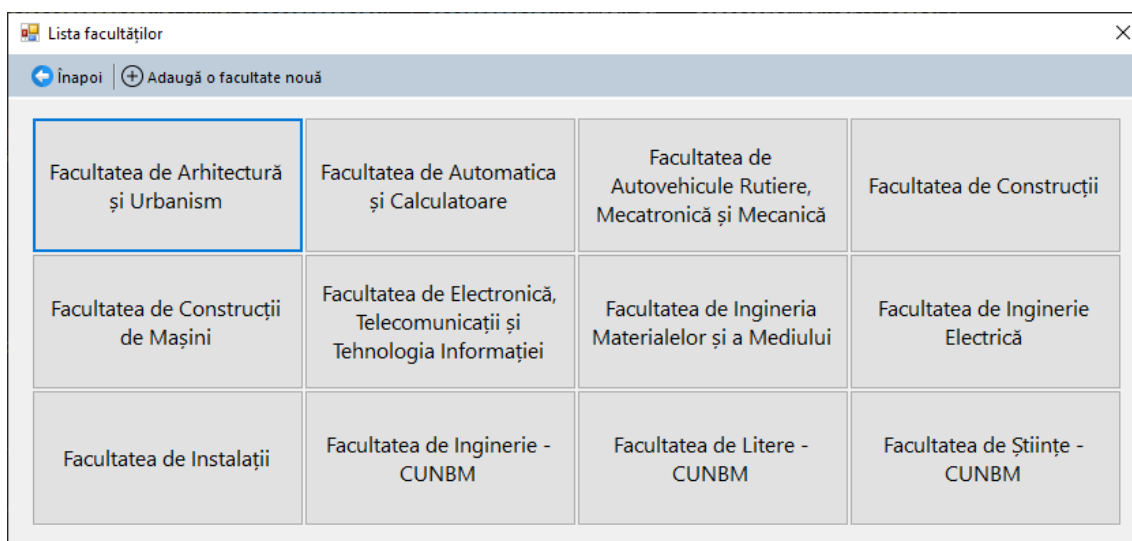 Lista facultăților
Înapoi
Adaugă o facultate nouă
Facultatea de Arhitectură
și Urbanism
Facultatea de Automatica
și Calculatoare
Facultatea de
Autovehicule Rutiere,
Mecatronică și Mecanică
Facultatea de Construcții
Facultatea de Construcții
de Mașini
Facultatea de Electronică,
Telecomunicații și
Tehnologia Informației
Facultatea de Ingineria
Materialelor și a Mediului
Facultatea de Inginerie
Electrică
Facultatea de Instalații
Facultatea de Inginerie -
CUNBM
Facultatea de Litere -
CUNBM
Facultatea de Științe -
CUNBM